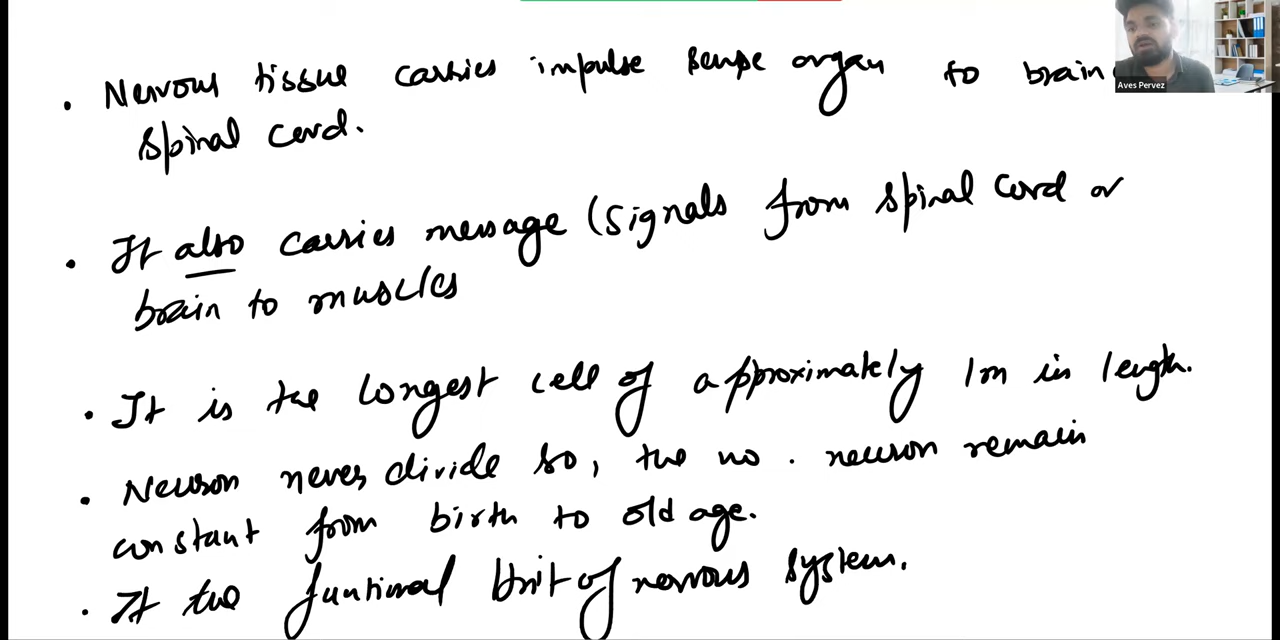 • Nervous tissue carries impulse sense organ to brain
Aves Pervez
spinal cord.
• It also carries message (signals from spinal cord or
brain to muscles
• It is the longest cell of approximately 1m in length.
• Neuron never divide so, the no. neuron remain
constant from birth to old age.
• It the funtional Unit of nervous system.